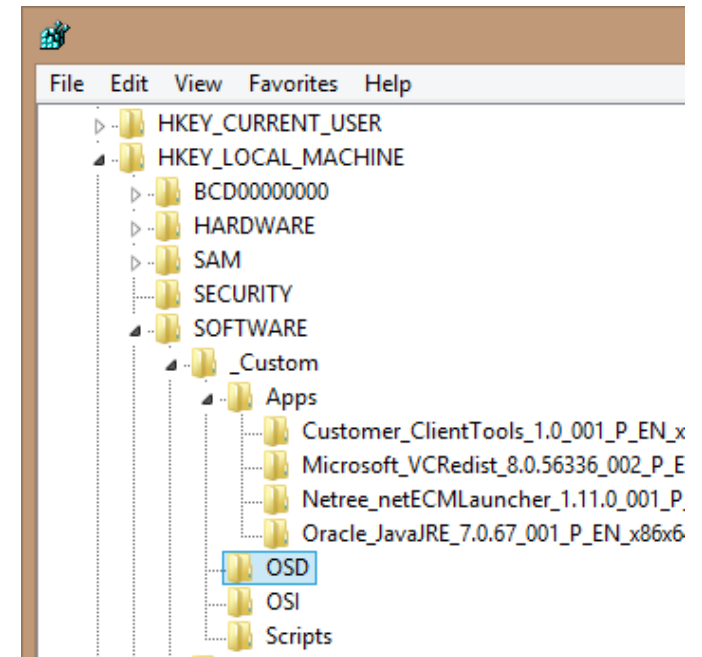 File Edit View Favorites Help
HKEY_CURRENT_USER
HKEY_LOCAL_MACHINE
BCD00000000
HARDWARE
SAM
SECURITY
SOFTWARE
_Custom
Apps
Customer_ClientTools_1.0_001_P_EN_x
Microsoft_VCRedist_8.0.56336_002_P_E
Netree_netECMLauncher_1.11.0_001_P_
Oracle_JavaJRE_7.0.67_001_P_EN_x86x6
OSD
OSI
Scripts